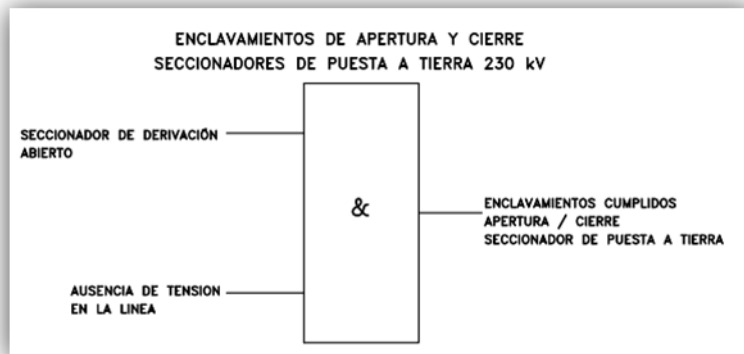 ENCLAVAMIENTOS DE APERTURA Y CIERRE
SECCIONADORES DE PUESTA A TIERRA 230 kV
SECCIONADOR DE DERIVACIÓN
ABIERTO
&
ENCLAVAMIENTOS CUMPLIDOS
APERTURA / CIERRE
SECCIONADOR DE PUESTA A TIERRA
AUSENCIA DE TENSION
EN LA LINEA